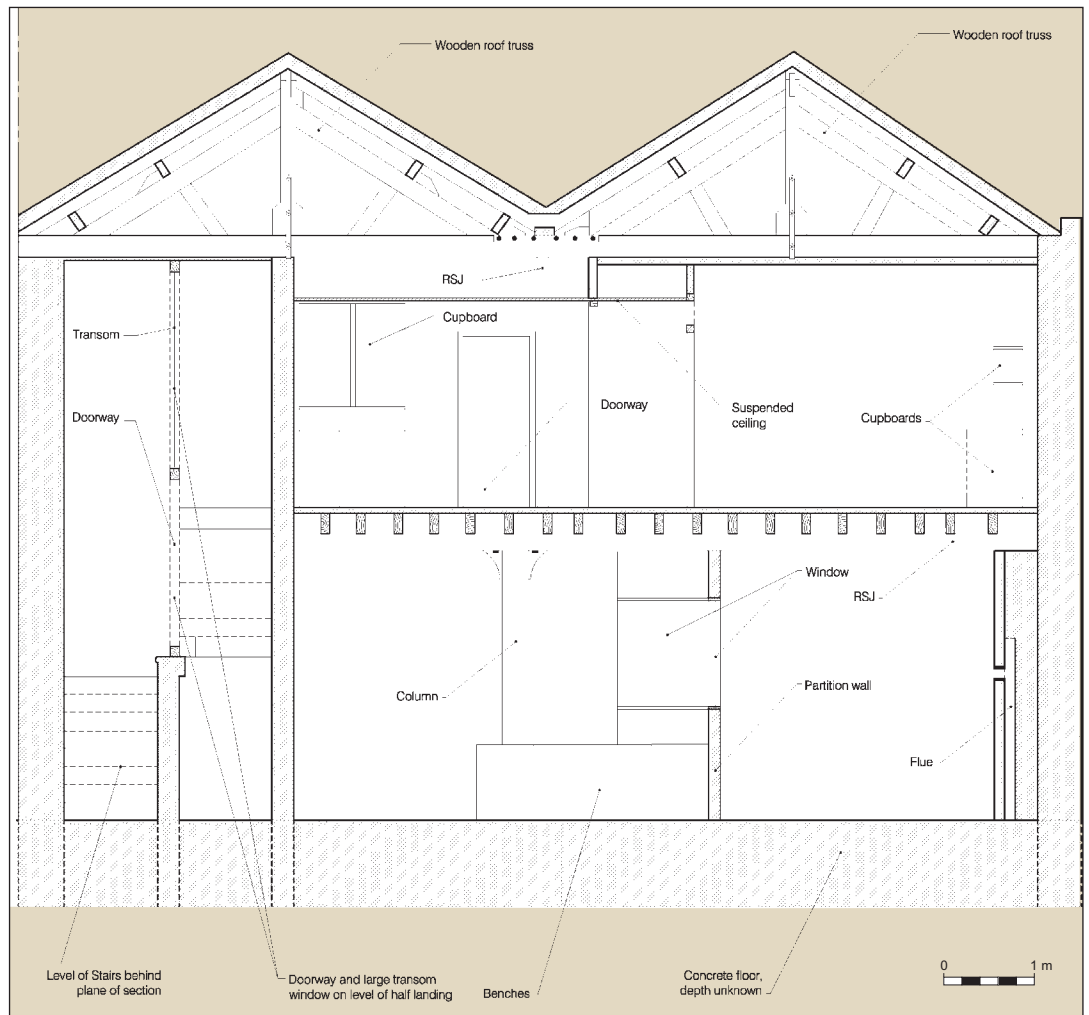 Wooden roof truss
Wooden roof truss
RSJ
Transom
Cupboard
Doorway
Doorway
Suspended
ceiling
Cupboards
Window
RSJ
Column
Partition wall
Flue
Level of Stairs behind
plane of section
Doorway and large transom
window on level of half landing
Benches
Concrete floor,
depth unknown
0 1 m